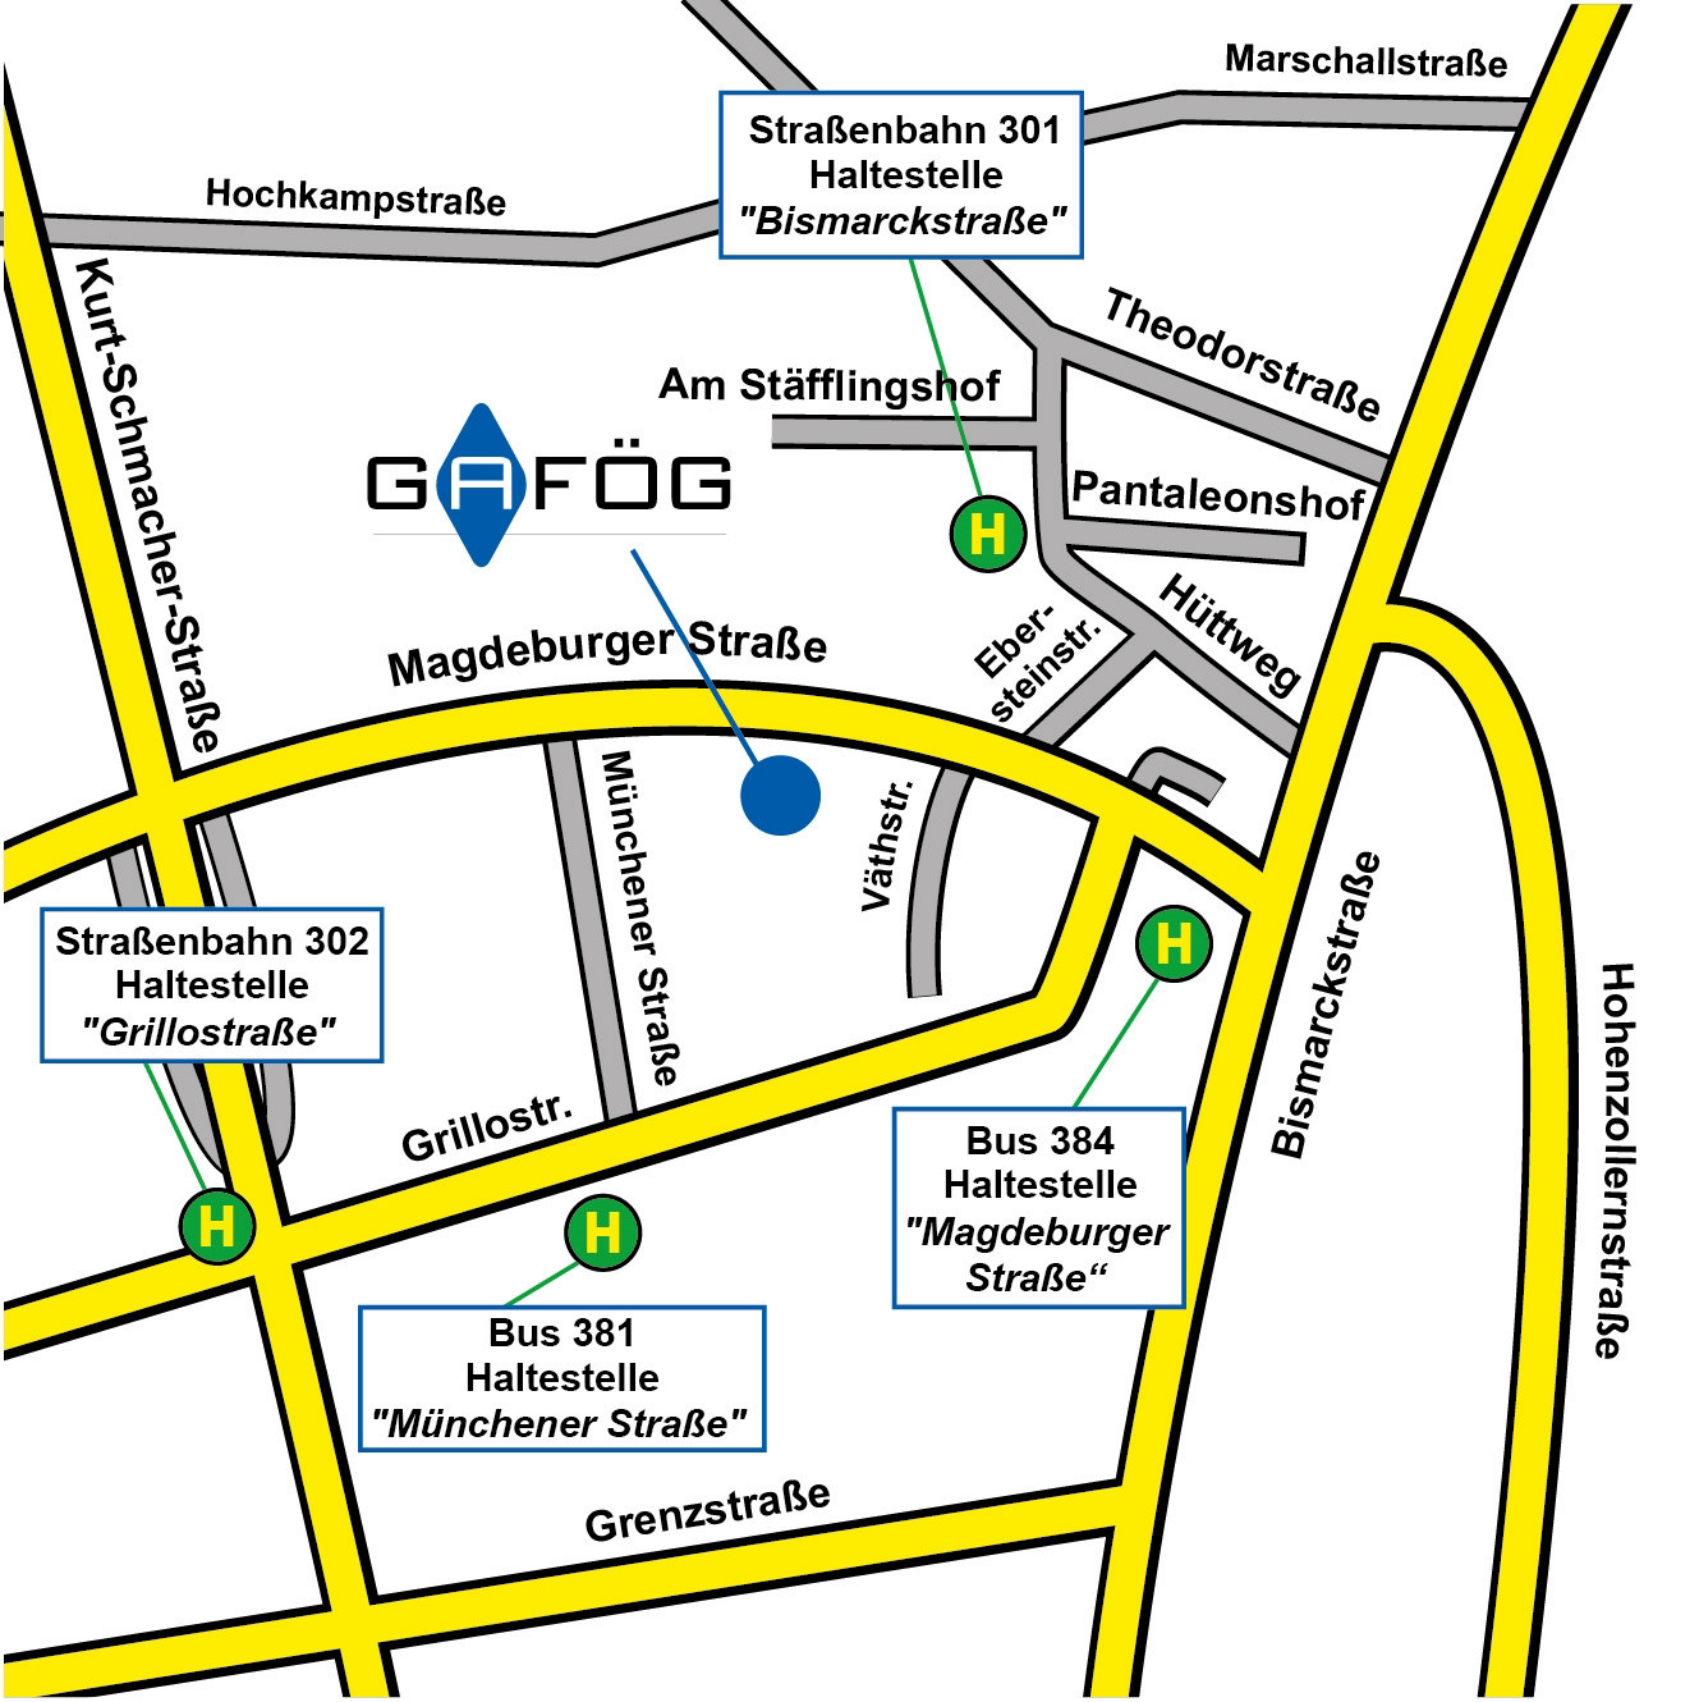 Marschallstraße
Straßenbahn 301
Haltestelle
"Bismarckstraße"
Hochkampstraße
Kurt-Schmacher-Straße
Theodorstraße
Am Stäfflingshof
GAFÖG
Pantaleonshof
H
Hüttweg
Eber-
steinstr.
Magdeburger Straße
Münchener Straße
Väthstr.
Bismarckstraße
H
Straßenbahn 302
Haltestelle
"Grillostraße"
Hohenzollernstraße
Grillostr.
Bus 384
Haltestelle
"Magdeburger
Straße“
H
H
Bus 381
Haltestelle
"Münchener Straße"
Grenzstraße